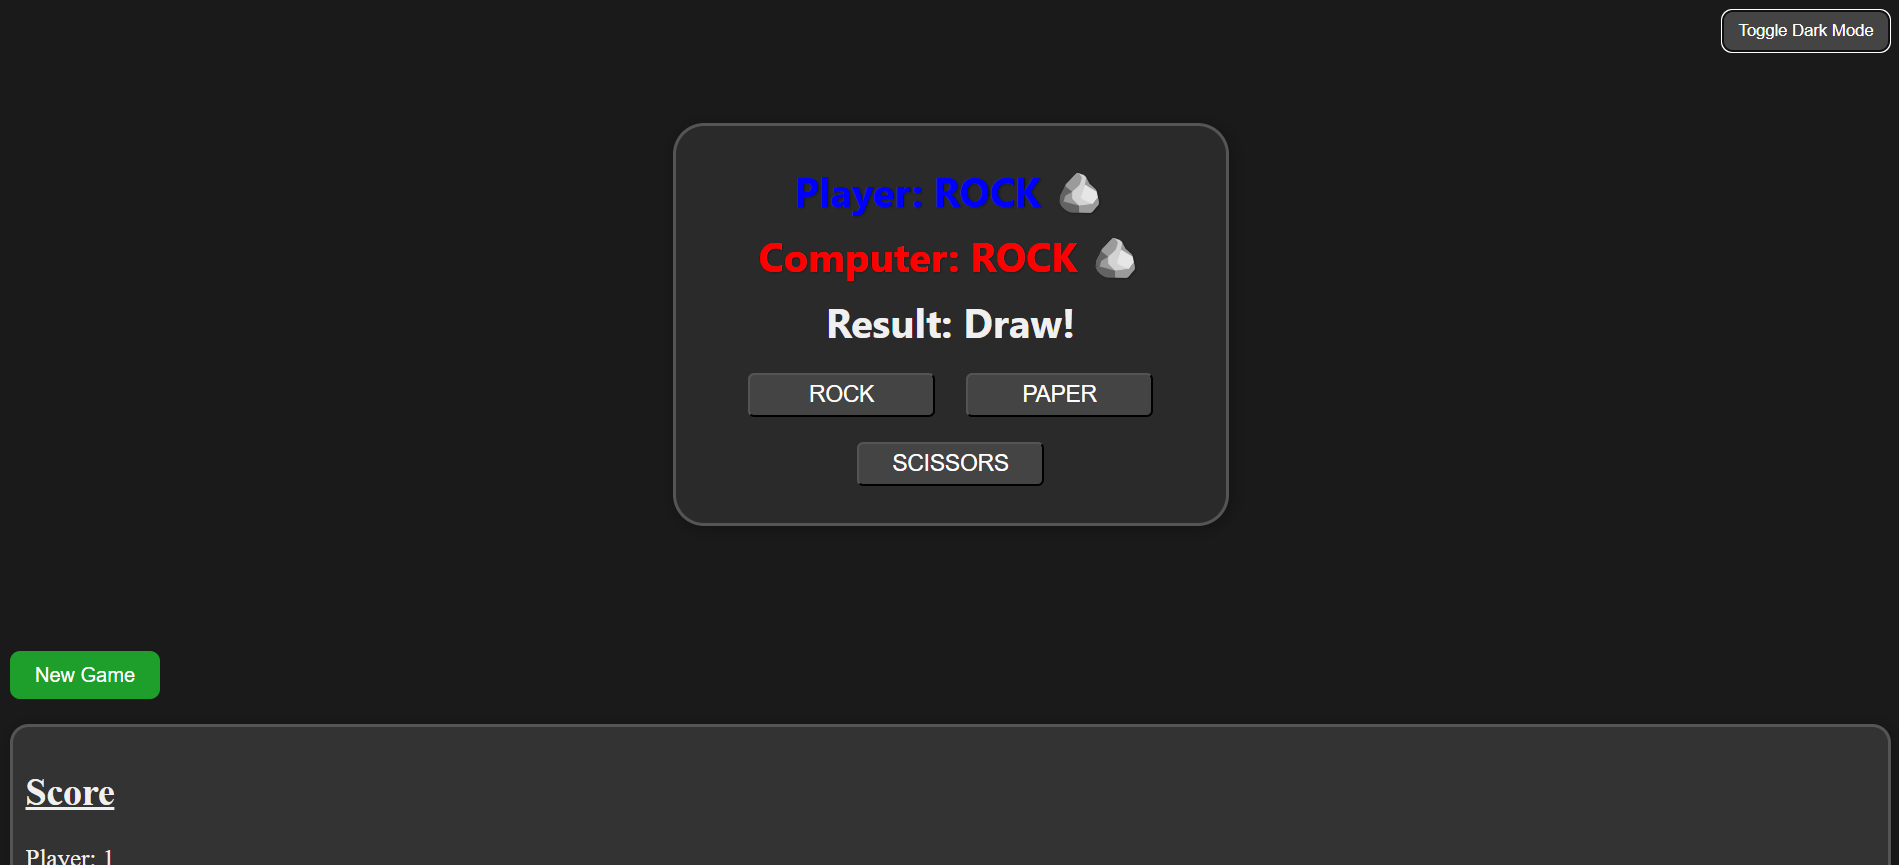 Toggle Dark Mode
Player: ROCK
Computer: ROCK
Result: Draw!
ROCK PAPER
SCISSORS
New Game
Score
Player: 1